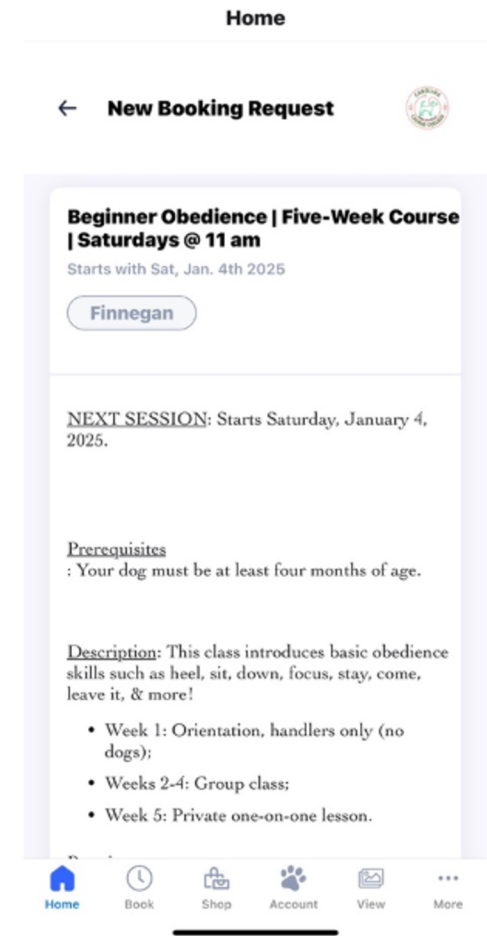 Home
New Booking Request
Beginner Obedience | Five-Week Course
| Saturdays @ 11 am
Starts with Sat, Jan. 4th 2025
Finnegan
NEXT SESSION: Starts Saturday, January 4,
2025.
Prerequisites
: Your dog must be at least four months of age.
Description: This class introduces basic obedience
skills such as heel, sit, down, focus, stay, come,
leave it, & more!
• Week 1: Orientation, handlers only (no
dogs);
• Weeks 2-4: Group class;
• Week 5: Private one-on-one lesson.
Home Book Shop Account View More